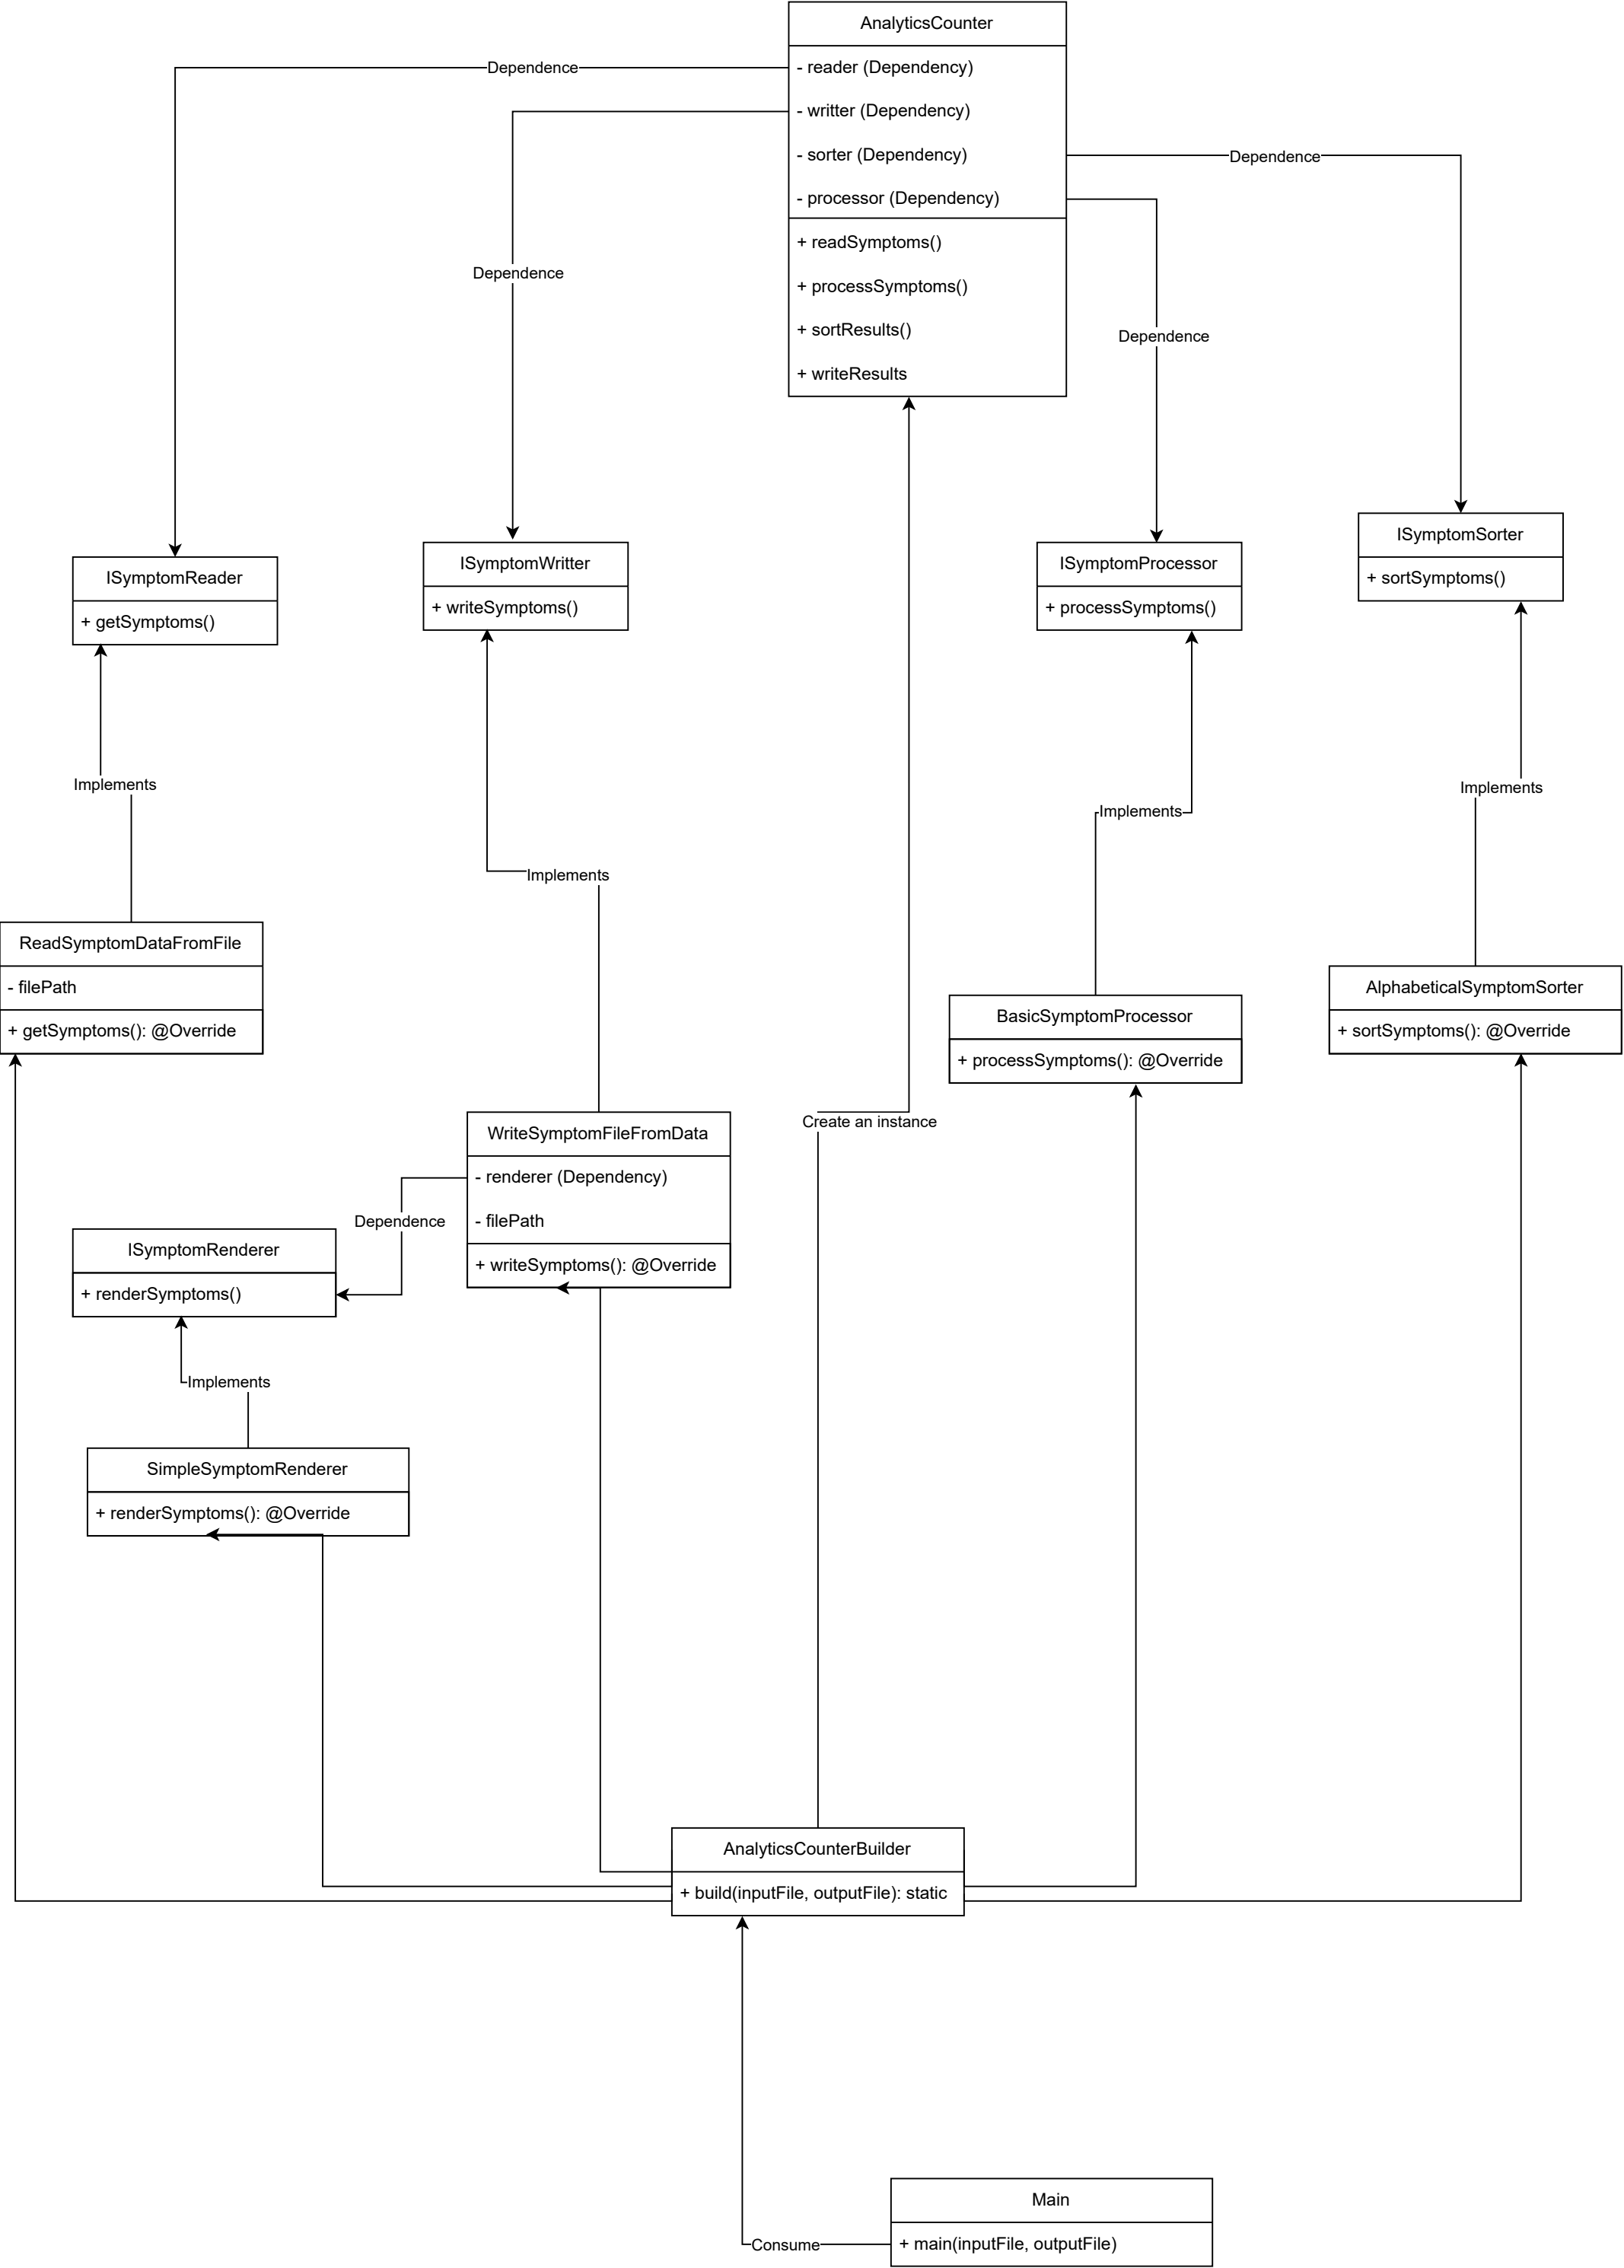 AnalyticsCounter
- reader (Dependency)
- writter (Dependency)
- sorter (Dependency)
- processor (Dependency)
+ readSymptoms()
+ processSymptoms()
+ sortResults()
+ writeResults
Dependence
Dependence
Dependence
Dependence
ISymptomReader
+ getSymptoms()
ISymptomWritter
+ writeSymptoms()
ISymptomProcessor
+ processSymptoms()
ISymptomSorter
+ sortSymptoms()
Implements
Implements
Implements
Implements
ReadSymptomDataFromFile
- filePath
+ getSymptoms(): @Override
BasicSymptomProcessor
+ processSymptoms(): @Override
AlphabeticalSymptomSorter
+ sortSymptoms(): @Override
Create an instance
WriteSymptomFileFromData
- renderer (Dependency)
- filePath
+ writeSymptoms(): @Override
Dependence
ISymptomRenderer
+ renderSymptoms()
Implements
SimpleSymptomRenderer
+ renderSymptoms(): @Override
AnalyticsCounterBuilder
+ build(inputFile, outputFile): static
Consume
Main
+ main(inputFile, outputFile)